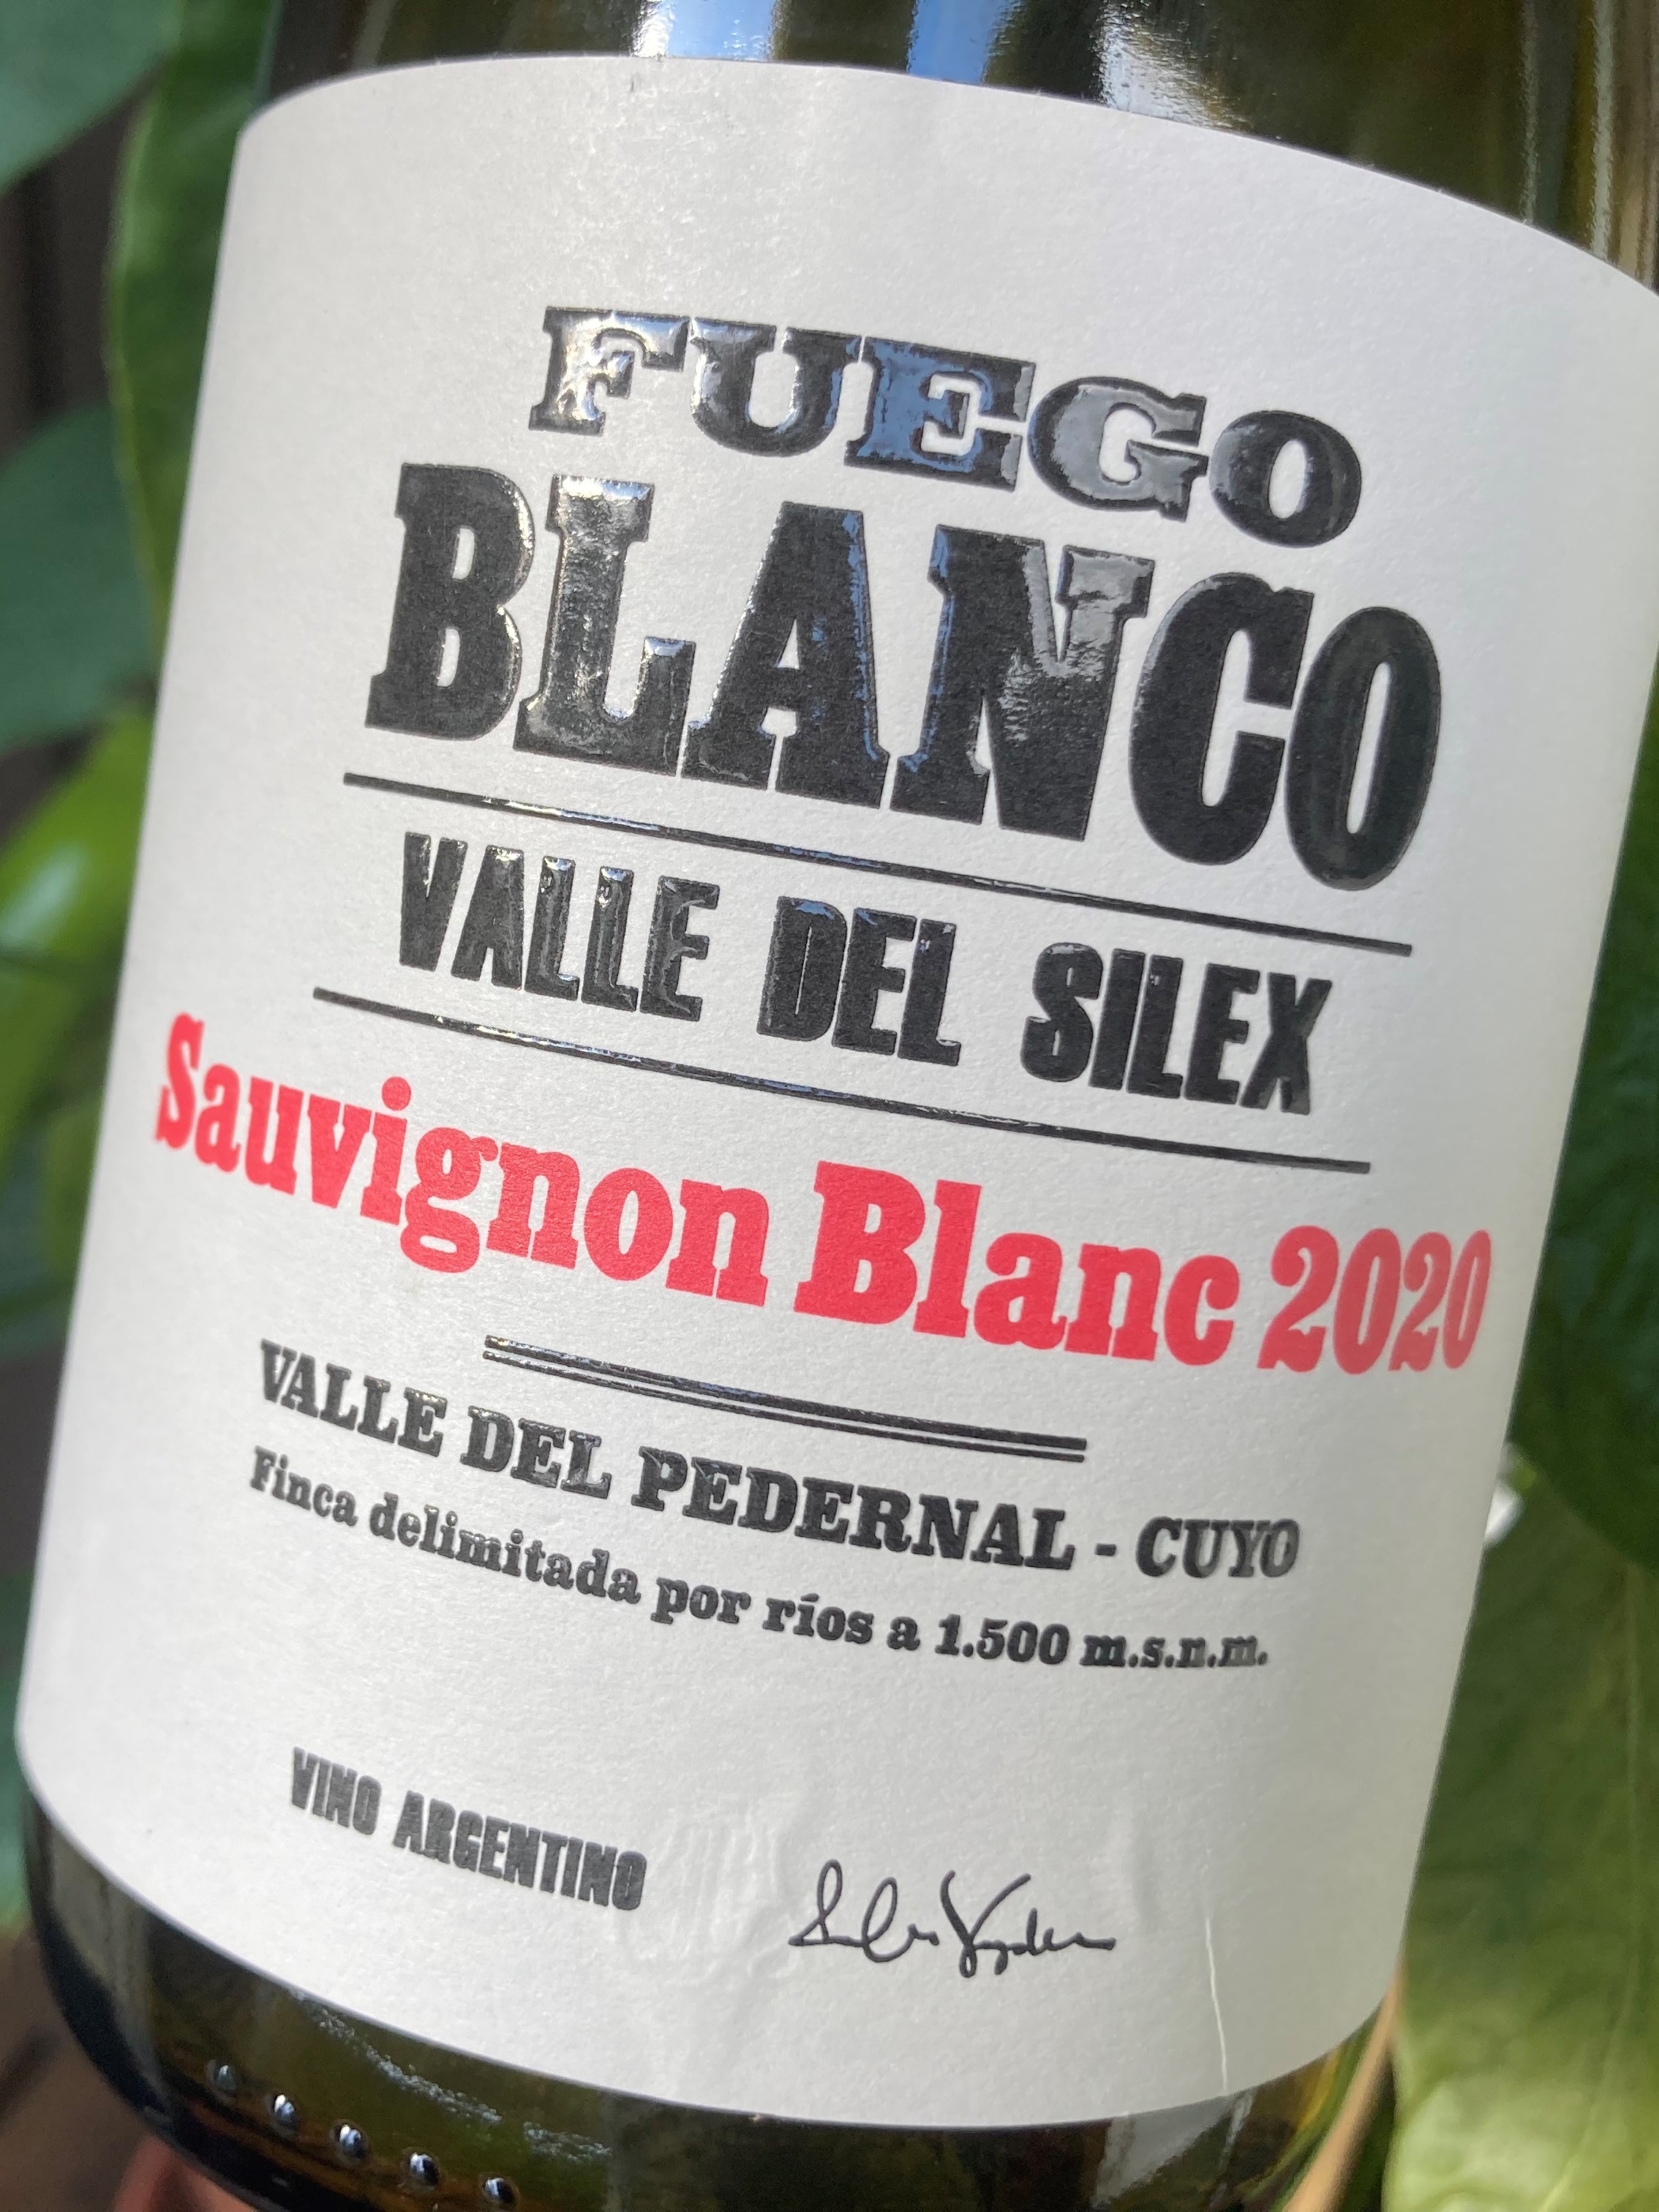 FUEGO
BLANCO
VALLE DEL SILEX
Sauvignon Blanc 2020
VALLE DEL PEDERNAL - CUYO
Finca delimitada por ríos a 1.500 m.s.n.m.
VINO ARGENTINO